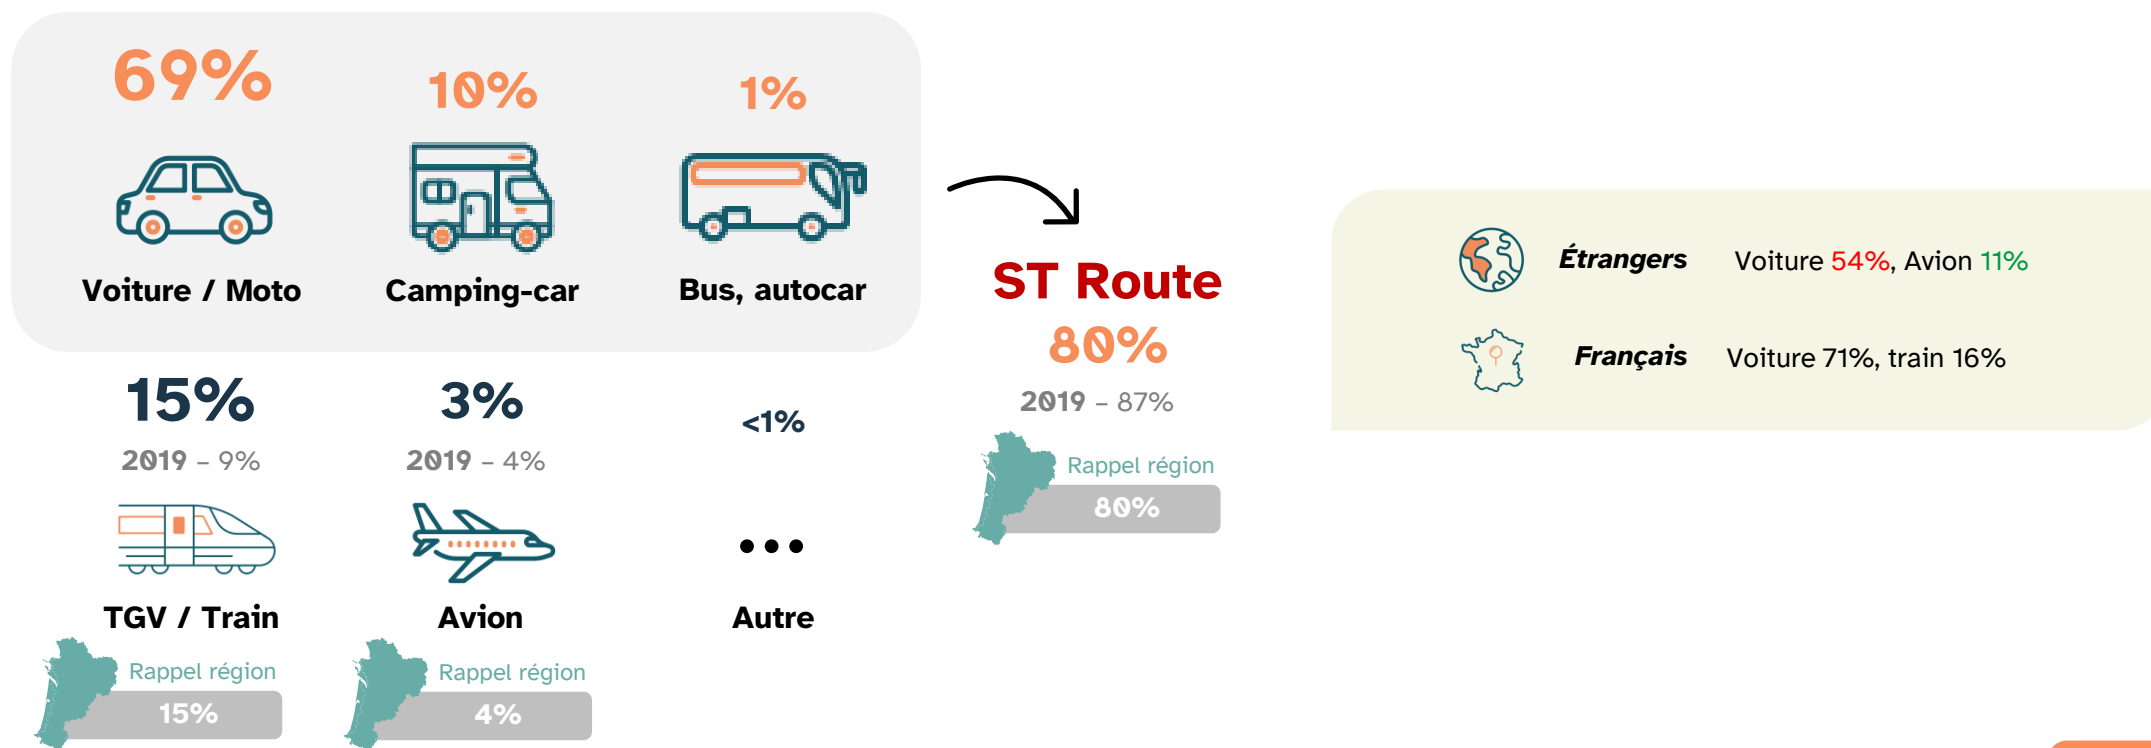 69%
10%
1%
Voiture / Moto
Camping-car
Bus, autocar
ST Route
80%
2019 – 87%
Rappel région
80%
15%
2019 – 9%
TGV / Train
Rappel région
15%
3%
2019 – 4%
Avion
Rappel région
4%
<1%
•••
Autre
Étrangers Voiture 54%, Avion 11%
Français Voiture 71%, train 16%